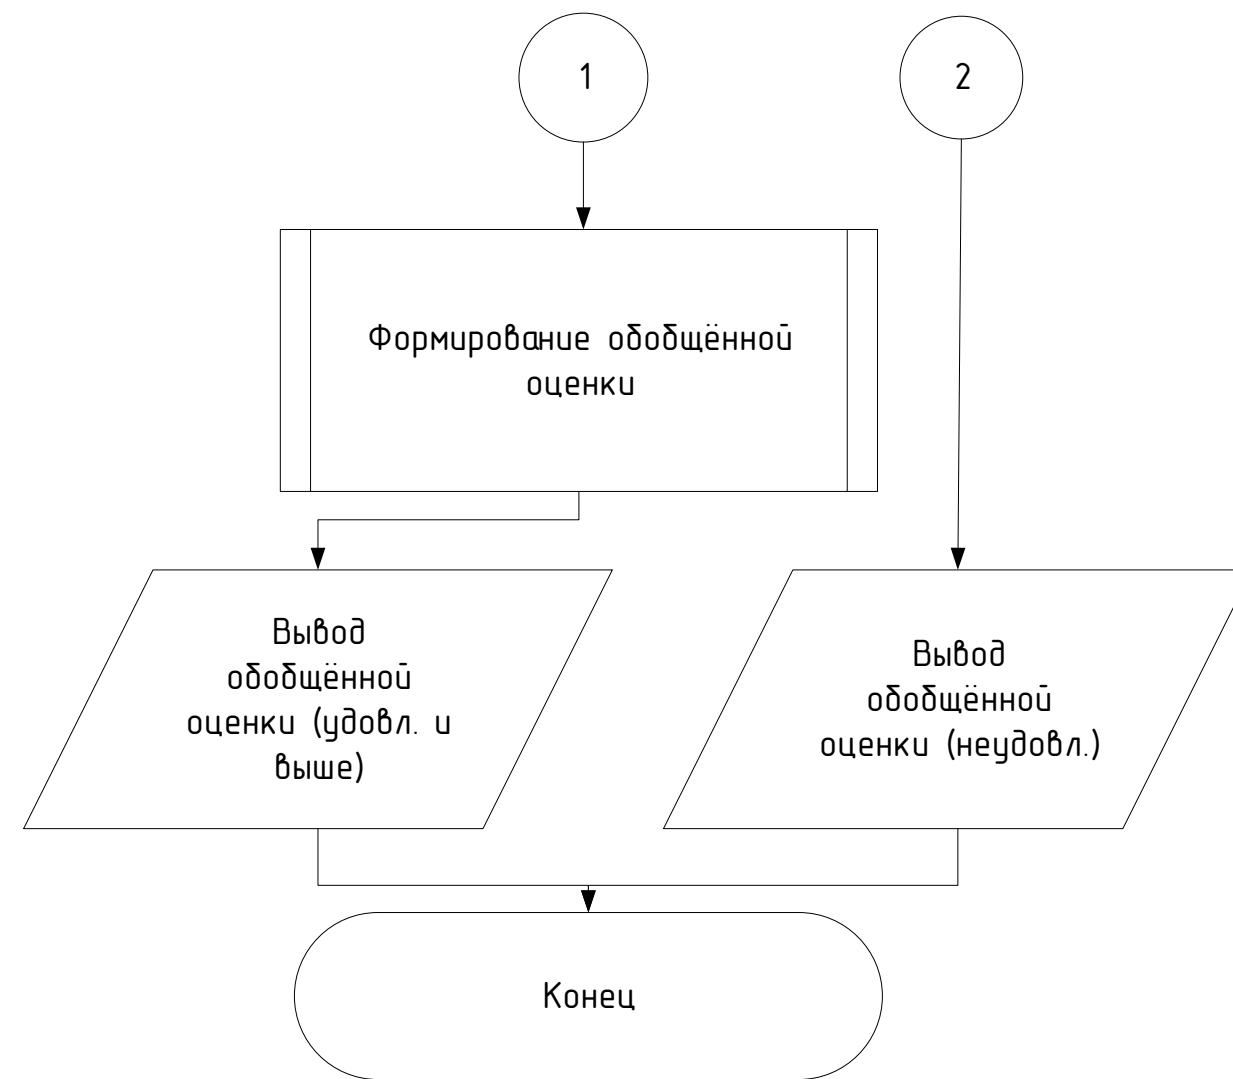 1
2
Формирование обобщённой
оценки
Вывод
обобщённой
оценки (удовл. и
выше)
Вывод
обобщённой
оценки (неудовл.)
Конец